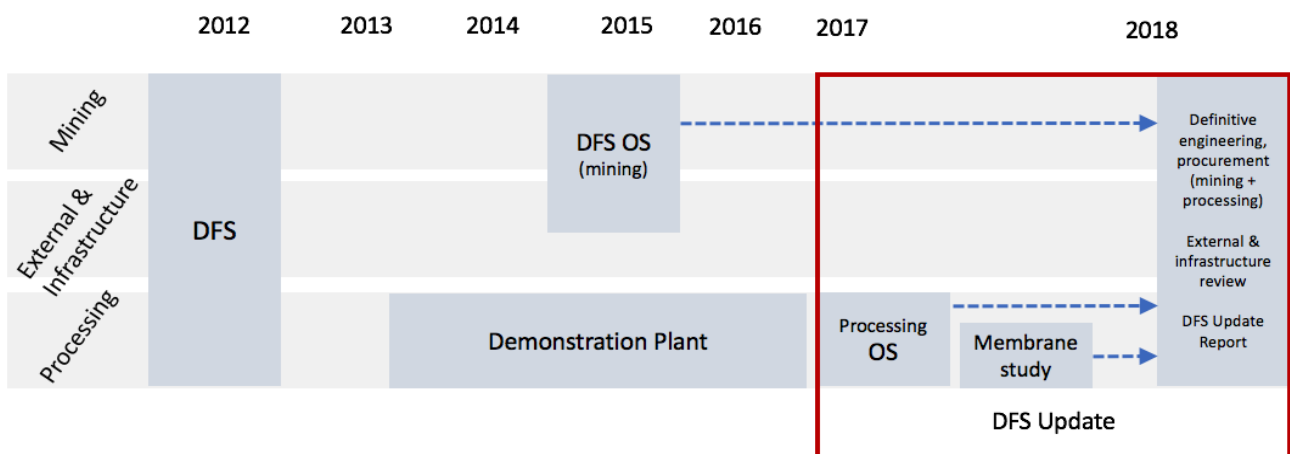 2012 2013 2014 2015 2016 2017 2018
Mining
External &
Infrastructure
Processing
DFS
DFS OS
(mining)
Demonstration Plant
Processing
OS
Membrane
study
Definitive
engineering,
procurement
(mining +
processing)
External &
infrastructure
review
DFS Update
Report
DFS Update